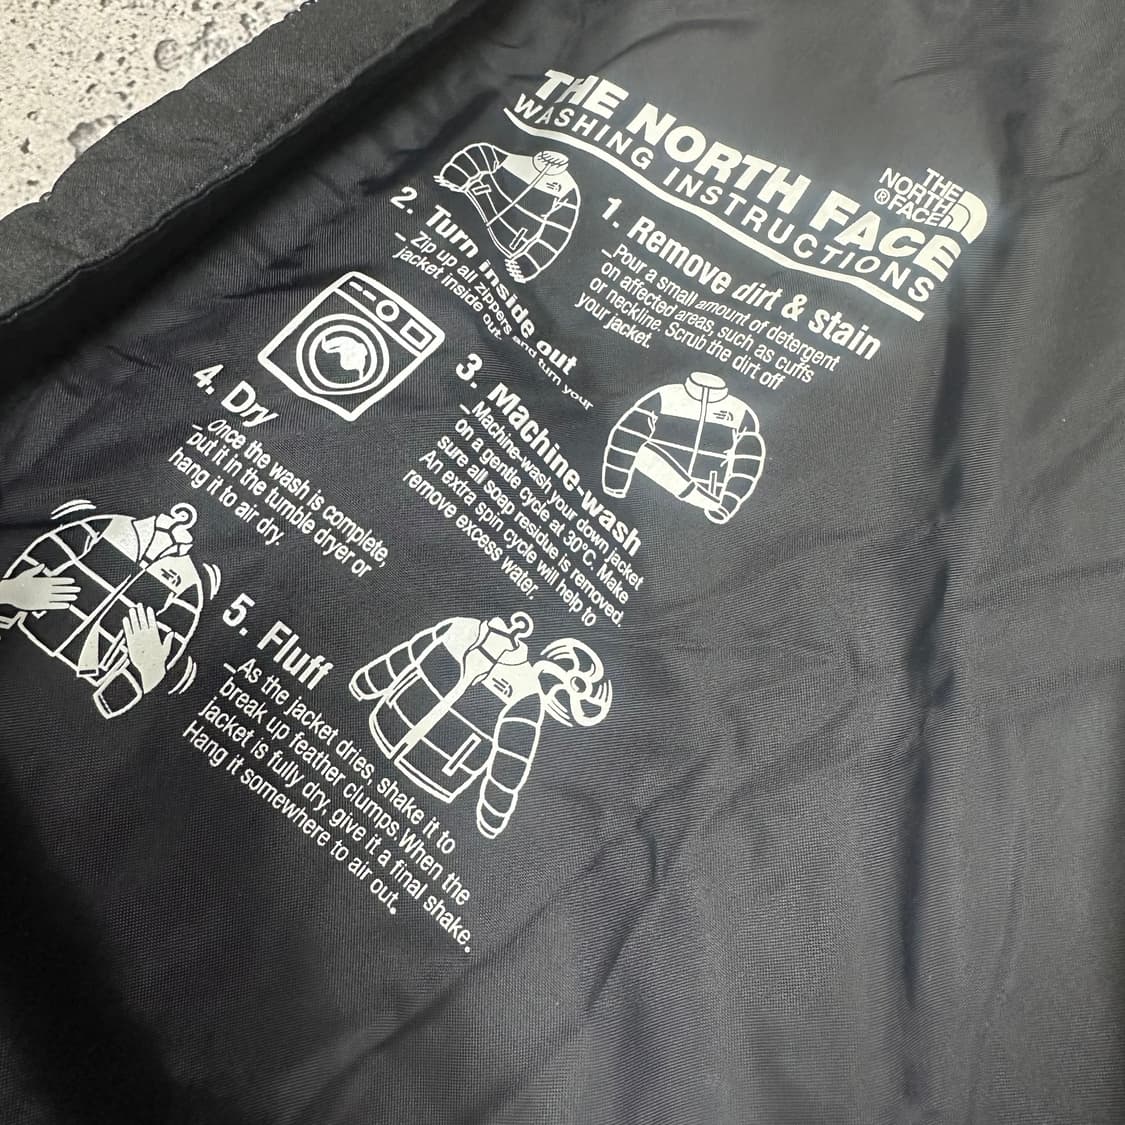 THE NORTH FACE
WASHING INSTRUCTIONS
THE
NORTH
®FACE
1. Remove dirt & stain
_Pour a small amount of detergent
on affected areas, such as cuffs
or neckline. Scrub the dirt off
your jacket.
2. Turn inside out
_Zip up all zippers and turn your
jacket inside out.
3. Machine-wash
_Machine-wash your down jacket
on a gentle cycle at 30°C. Make
sure all soap residue is removed.
An extra spin cycle will help to
remove excess water.
4. Dry
_Once the wash is complete,
put it in the tumble dryer or
hang it to air dry.
5. Fluff
_As the jacket dries, shake it to
break up feather clumps. When the
jacket is fully dry, give it a final shake.
Hang it somewhere to air out.